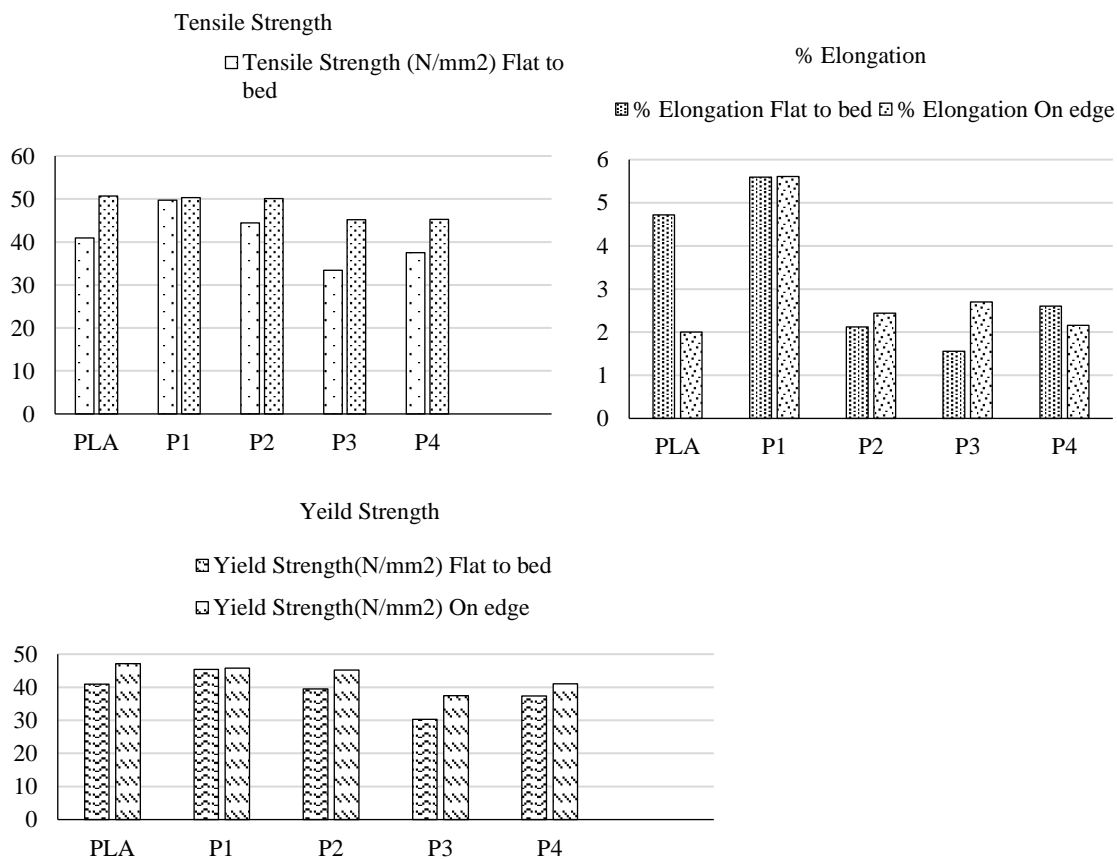 Tensile Strength
Tensile Strength (N/mm2) Flat to
bed
60
50
40
30
20
10
0
PLA P1 P2 P3 P4
% Elongation
% Elongation Flat to bed % Elongation On edge
6
5
4
3
2
1
0
PLA P1 P2 P3 P4
Yeild Strength
Yield Strength(N/mm2) Flat to bed
Yield Strength(N/mm2) On edge
50
40
30
20
10
0
PLA P1 P2 P3 P4